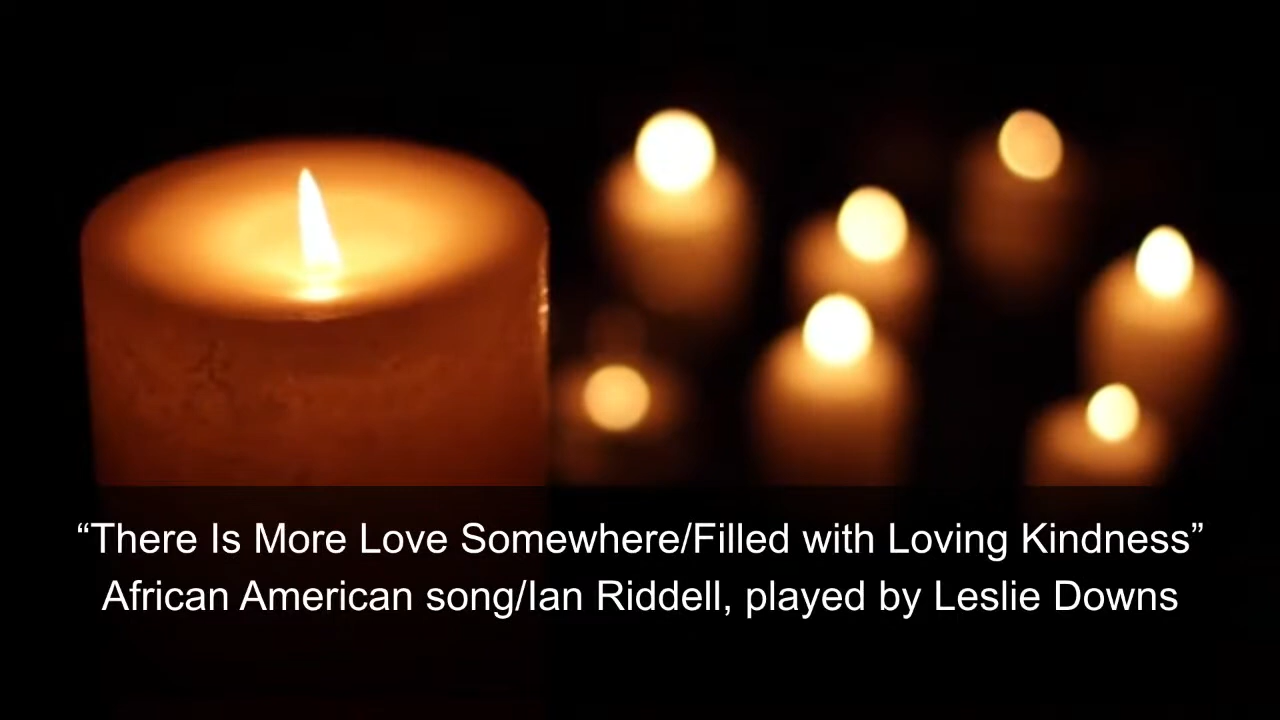 “There Is More Love Somewhere/Filled with Loving Kindness”
African American song/Ian Riddell, played by Leslie Downs